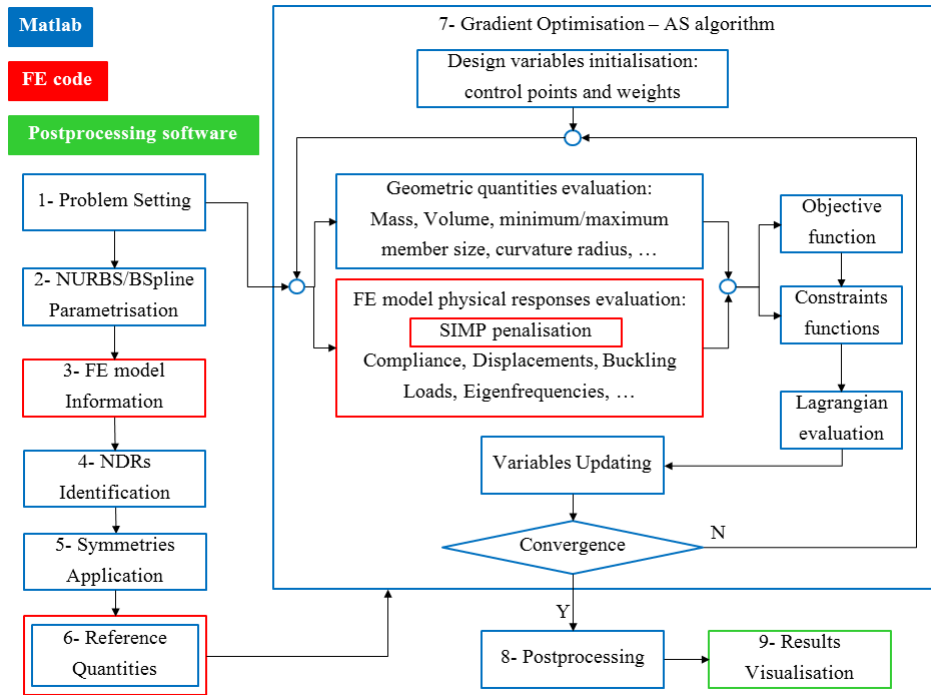 Matlab
FE code
Postprocessing software
1- Problem Setting
2- NURBS/BSpline
Parametrisation
3- FE model
Information
4- NDRs
Identification
5- Symmetries
Application
6- Reference
Quantities
7- Gradient Optimisation – AS algorithm
Design variables initialisation:
control points and weights
Geometric quantities evaluation:
Mass, Volume, minimum/maximum
member size, curvature radius, …
FE model physical responses evaluation:
SIMP penalisation
Compliance, Displacements, Buckling
Loads, Eigenfrequencies, …
Objective
function
Constraints
functions
Lagrangian
evaluation
Variables Updating
Convergence
N
Y
8- Postprocessing
9- Results
Visualisation